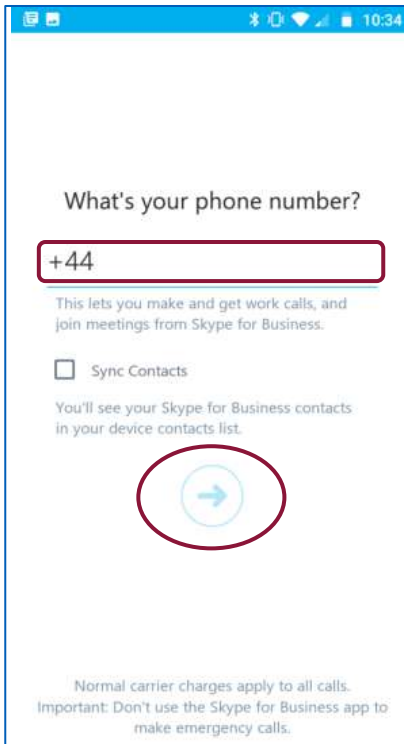 10:34
What's your phone number?
+44
This lets you make and get work calls, and
join meetings from Skype for Business.
Sync Contacts
You'll see your Skype for Business contacts
in your device contacts list.
Normal carrier charges apply to all calls.
Important: Don't use the Skype for Business app to
make emergency calls.